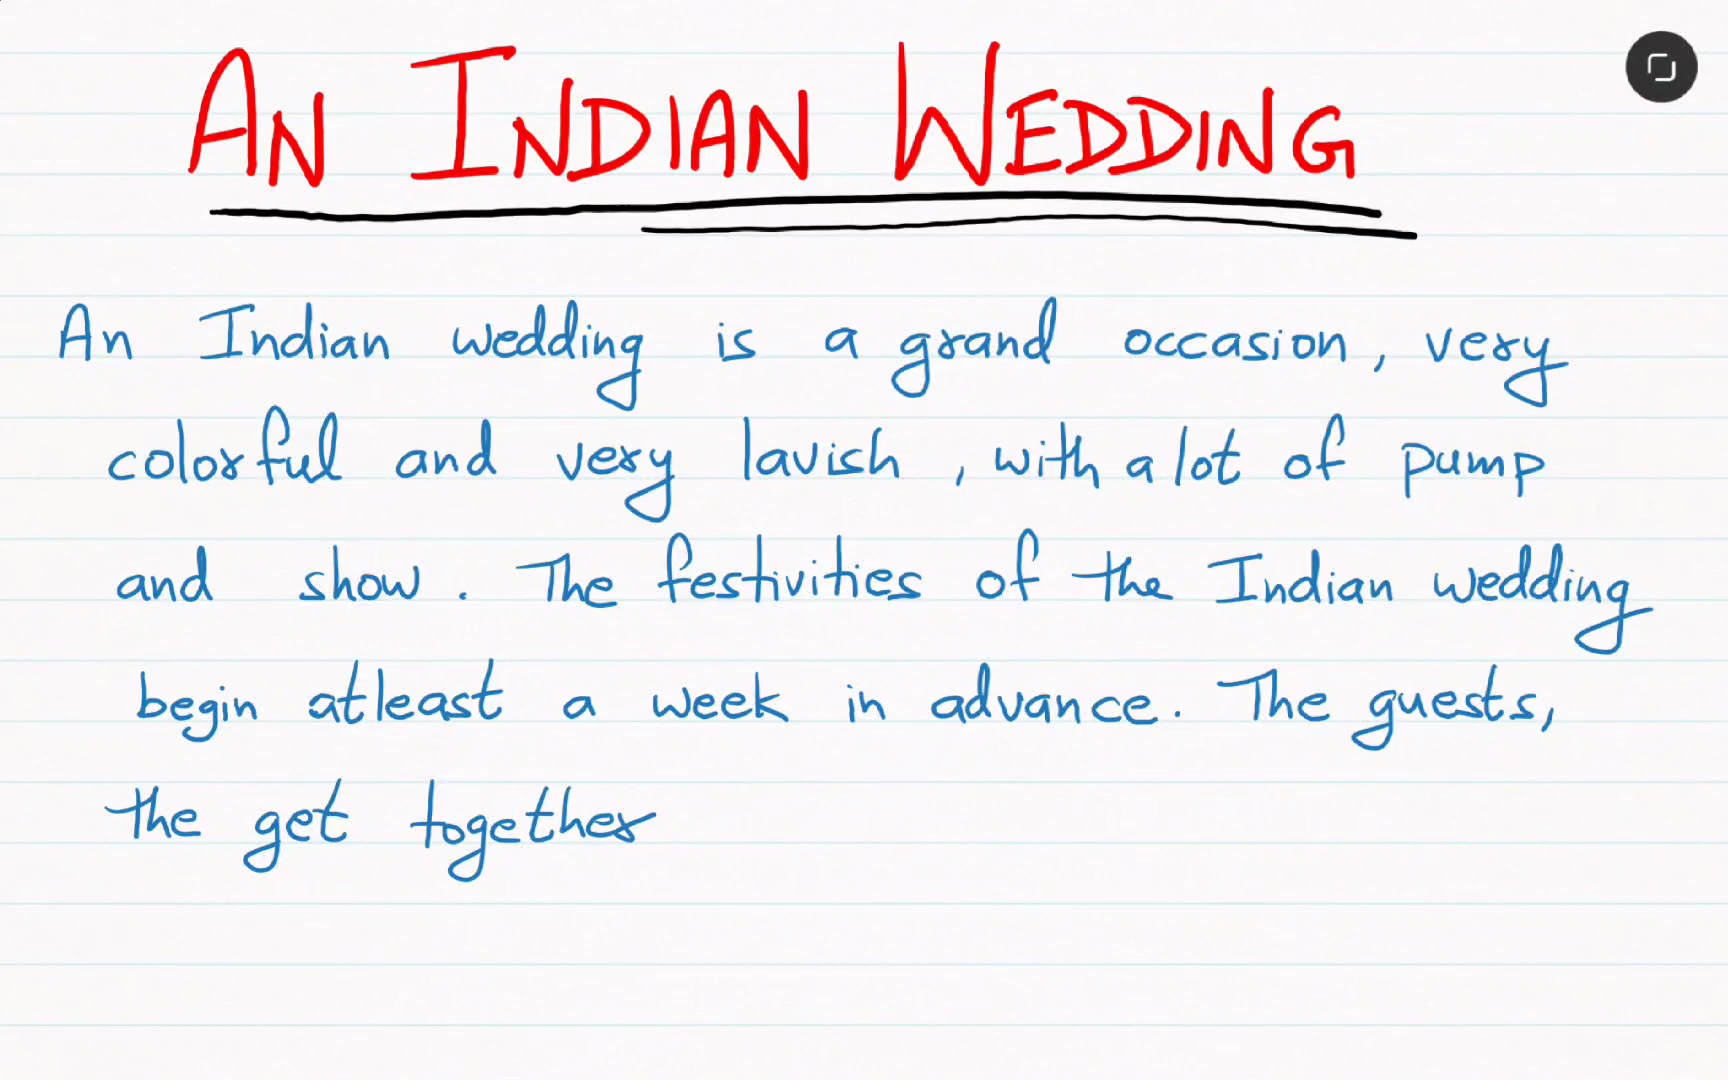 AN INDIAN WEDDING
An Indian wedding is a grand occasion, very
colorful and very lavish, with a lot of pump
and show. The festivities of the Indian wedding
begin atleast a week in advance. The guests,
the get together